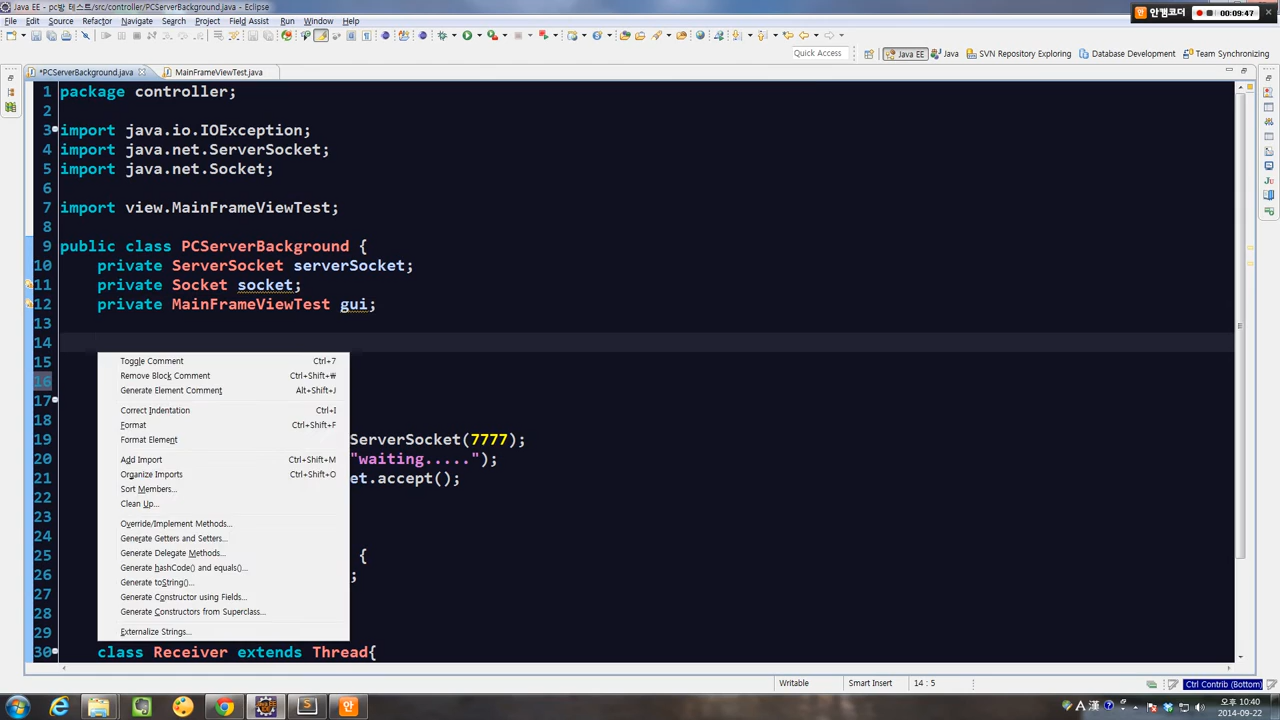 Java EE - pc방 테스트/src/controller/PCServerBackground.java - Eclipse
안캠코더
00:09:47
File Edit Source Refactor Navigate Search Project Field Assist Run Window Help
Quick Access
Java EE
Java
SVN Repository Exploring
Database Development
Team Synchronizing
*PCServerBackground.java
MainFrameViewTest.java
1 package controller;
2
3 import java.io.IOException;
4 import java.net.ServerSocket;
5 import java.net.Socket;
6
7 import view.MainFrameViewTest;
8
9 public class PCServerBackground {
10 private ServerSocket serverSocket;
11 private Socket socket;
12 private MainFrameViewTest gui;
13
14
15
16
17
18
19 ServerSocket(7777);
20 "waiting.....");
21 et.accept();
22
23
24
25 {
26 ;
27
28
29
30 class Receiver extends Thread{
Toggle Comment Ctrl+7
Remove Block Comment Ctrl+Shift+₩
Generate Element Comment Alt+Shift+J
Correct Indentation Ctrl+I
Format Ctrl+Shift+F
Format Element
Add Import Ctrl+Shift+M
Organize Imports Ctrl+Shift+O
Sort Members...
Clean Up...
Override/Implement Methods...
Generate Getters and Setters...
Generate Delegate Methods...
Generate hashCode() and equals()...
Generate toString()...
Generate Constructor using Fields...
Generate Constructors from Superclass...
Externalize Strings...
Writable
Smart Insert
14 : 5
Ctrl Contrib (Bottom)
A 漢
오후 10:40
2014-09-22